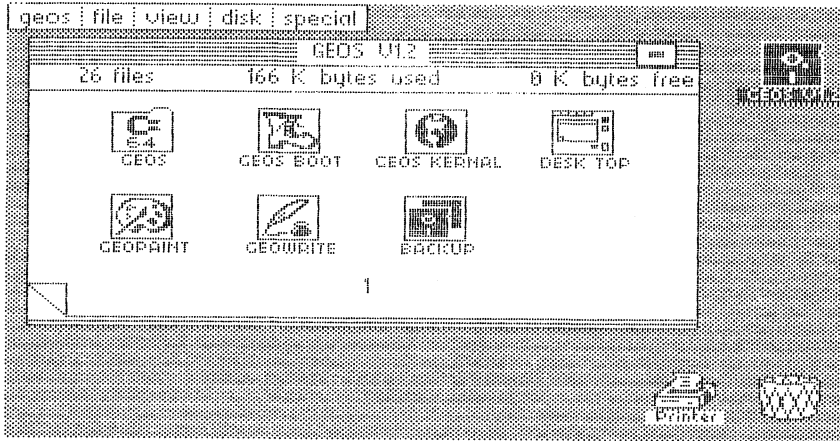 geos file view disk special
GEOS V1.2
26 files 166 K bytes used 0 K bytes free
C= 64
GEOS GEOS BOOT GEOS KERNAL DESK TOP
GEOPAINT GEOWRITE BACKUP
1
Printer